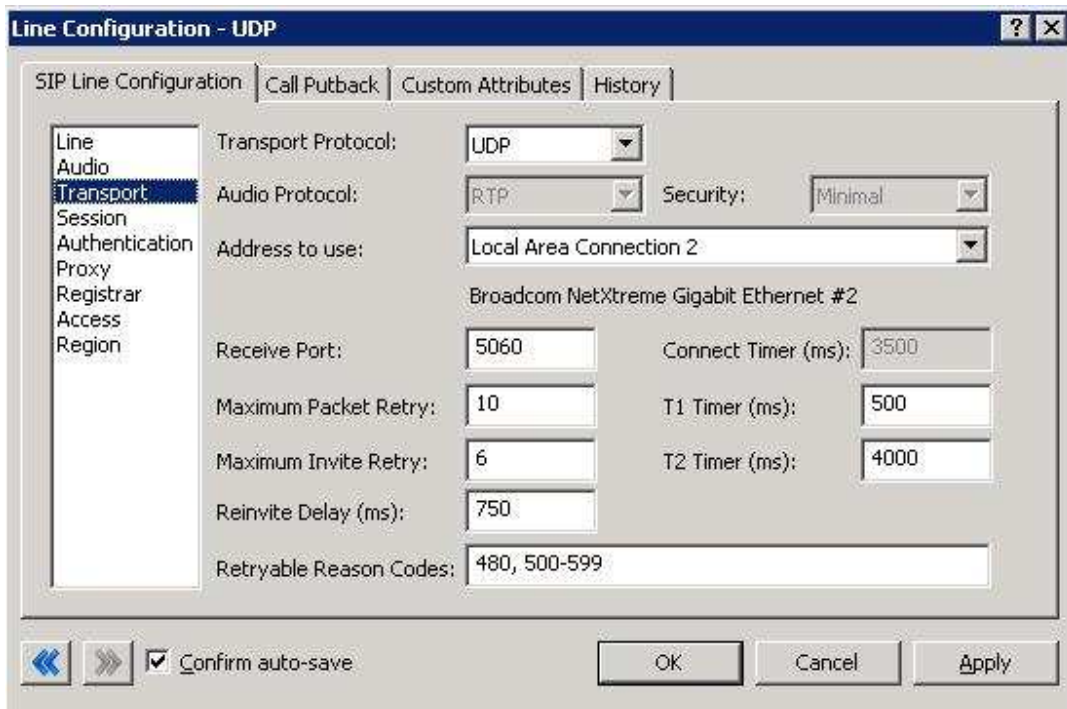 Line Configuration - UDP
SIP Line Configuration Call Putback Custom Attributes History
Line
Audio
Transport
Session
Authentication
Proxy
Registrar
Access
Region
Transport Protocol: UDP
Audio Protocol: RTP Security: Minimal
Address to use: Local Area Connection 2
Broadcom NetXtreme Gigabit Ethernet #2
Receive Port: 5060 Connect Timer (ms): 3500
Maximum Packet Retry: 10 T1 Timer (ms): 500
Maximum Invite Retry: 6 T2 Timer (ms): 4000
Reinvite Delay (ms): 750
Retryable Reason Codes: 480, 500-599
Confirm auto-save OK Cancel Apply